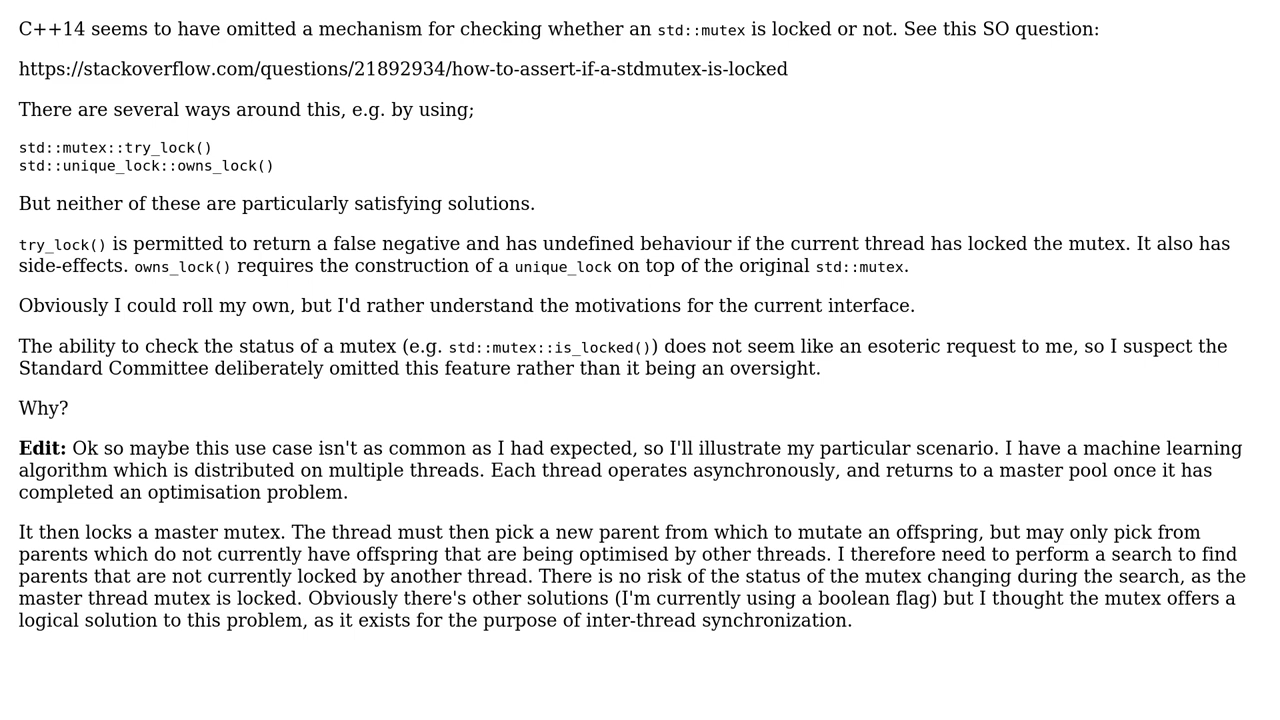 C++14 seems to have omitted a mechanism for checking whether an std::mutex is locked or not. See this SO question:
https://stackoverflow.com/questions/21892934/how-to-assert-if-a-stdmutex-is-locked
There are several ways around this, e.g. by using;
std::mutex::try_lock()
std::unique_lock::owns_lock()
But neither of these are particularly satisfying solutions.
try_lock() is permitted to return a false negative and has undefined behaviour if the current thread has locked the mutex. It also has
side-effects. owns_lock() requires the construction of a unique_lock on top of the original std::mutex.
Obviously I could roll my own, but I'd rather understand the motivations for the current interface.
The ability to check the status of a mutex (e.g. std::mutex::is_locked()) does not seem like an esoteric request to me, so I suspect the
Standard Committee deliberately omitted this feature rather than it being an oversight.
Why?
Edit: Ok so maybe this use case isn't as common as I had expected, so I'll illustrate my particular scenario. I have a machine learning
algorithm which is distributed on multiple threads. Each thread operates asynchronously, and returns to a master pool once it has
completed an optimisation problem.
It then locks a master mutex. The thread must then pick a new parent from which to mutate an offspring, but may only pick from
parents which do not currently have offspring that are being optimised by other threads. I therefore need to perform a search to find
parents that are not currently locked by another thread. There is no risk of the status of the mutex changing during the search, as the
master thread mutex is locked. Obviously there's other solutions (I'm currently using a boolean flag) but I thought the mutex offers a
logical solution to this problem, as it exists for the purpose of inter-thread synchronization.